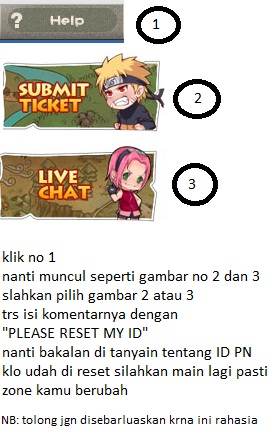 ? Help
1
SUBMIT
TICKET
2
LIVE
CHAT
3
klik no 1
nanti muncul seperti gambar no 2 dan 3
slahkan pilih gambar 2 atau 3
trs isi komentarnya dengan
"PLEASE RESET MY ID"
nanti bakalan di tanyain tentang ID PN
klo udah di reset silahkan main lagi pasti
zone kamu berubah
NB: tolong jgn disebarluaskan krna ini rahasia